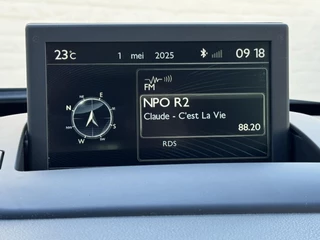 23°C 1 mei 2025 09 18
FM
NPO R2
Claude - C'est La Vie
88.20
RDS
N E
W S